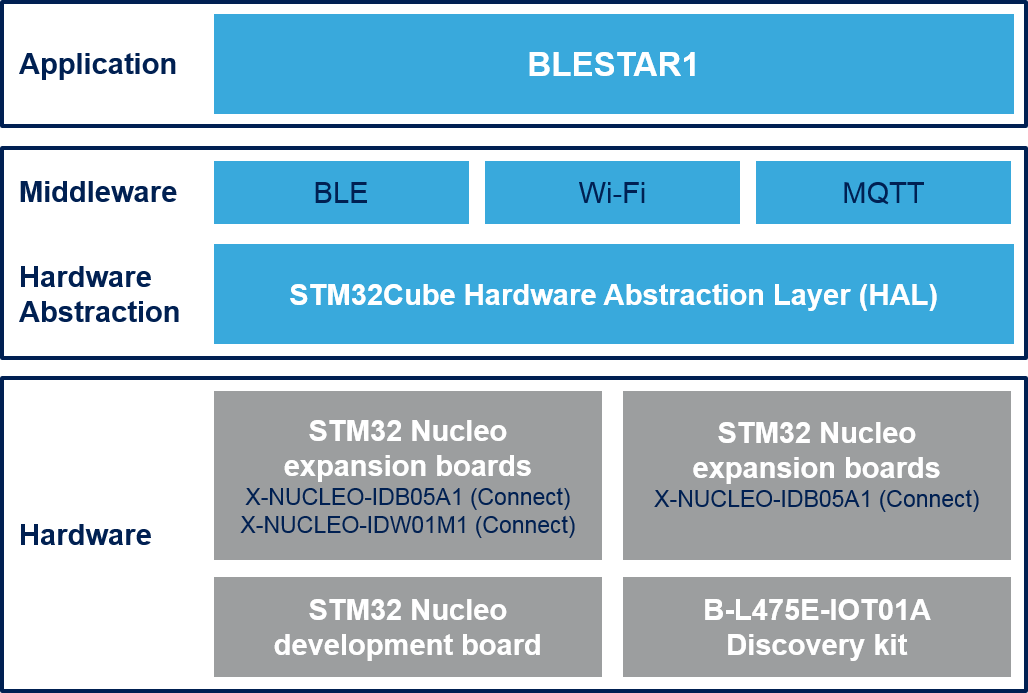 Application
BLESTAR1
Middleware
BLE
Wi-Fi
MQTT
Hardware
Abstraction
STM32Cube Hardware Abstraction Layer (HAL)
Hardware
STM32 Nucleo
expansion boards
X-NUCLEO-IDB05A1 (Connect)
X-NUCLEO-IDW01M1 (Connect)
STM32 Nucleo
expansion boards
X-NUCLEO-IDB05A1 (Connect)
STM32 Nucleo
development board
B-L475E-IOT01A
Discovery kit